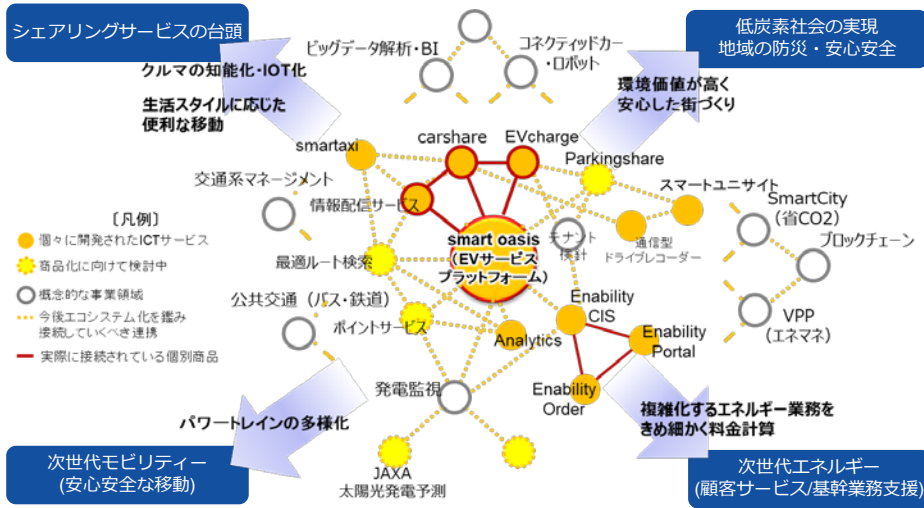 シェアリングサービスの台頭
低炭素社会の実現
地域の防災・安心安全
ビッグデータ解析・BI
コネクティッドカー
・ロボット
クルマの知能化・IOT化
生活スタイルに応じた
便利な移動
環境価値が高く
安心した街づくり
smartaxi
carshare
EVcharge
Parkingshare
交通系マネージメント
情報配信サービス
スマートユニサイト
SmartCity
(省CO2)
ブロックチェーン
〔凡例〕
個々に開発されたICTサービス
商品化に向けて検討中
概念的な事業領域
今後エコシステム化を鑑み
接続していくべき連携
実際に接続されている個別商品
smart oasis
(EVサービス
プラットフォーム)
テナント
検針
通信型
ドライブレコーダー
最適ルート検索
公共交通(バス・鉄道)
ポイントサービス
Analytics
Enability
CIS
Enability
Portal
Enability
Order
VPP
(エネマネ)
発電監視
パワートレインの多様化
複雑化するエネルギー業務を
きめ細かく料金計算
JAXA
太陽光発電予測
次世代モビリティー
(安心安全な移動)
次世代エネルギー
(顧客サービス/基幹業務支援)